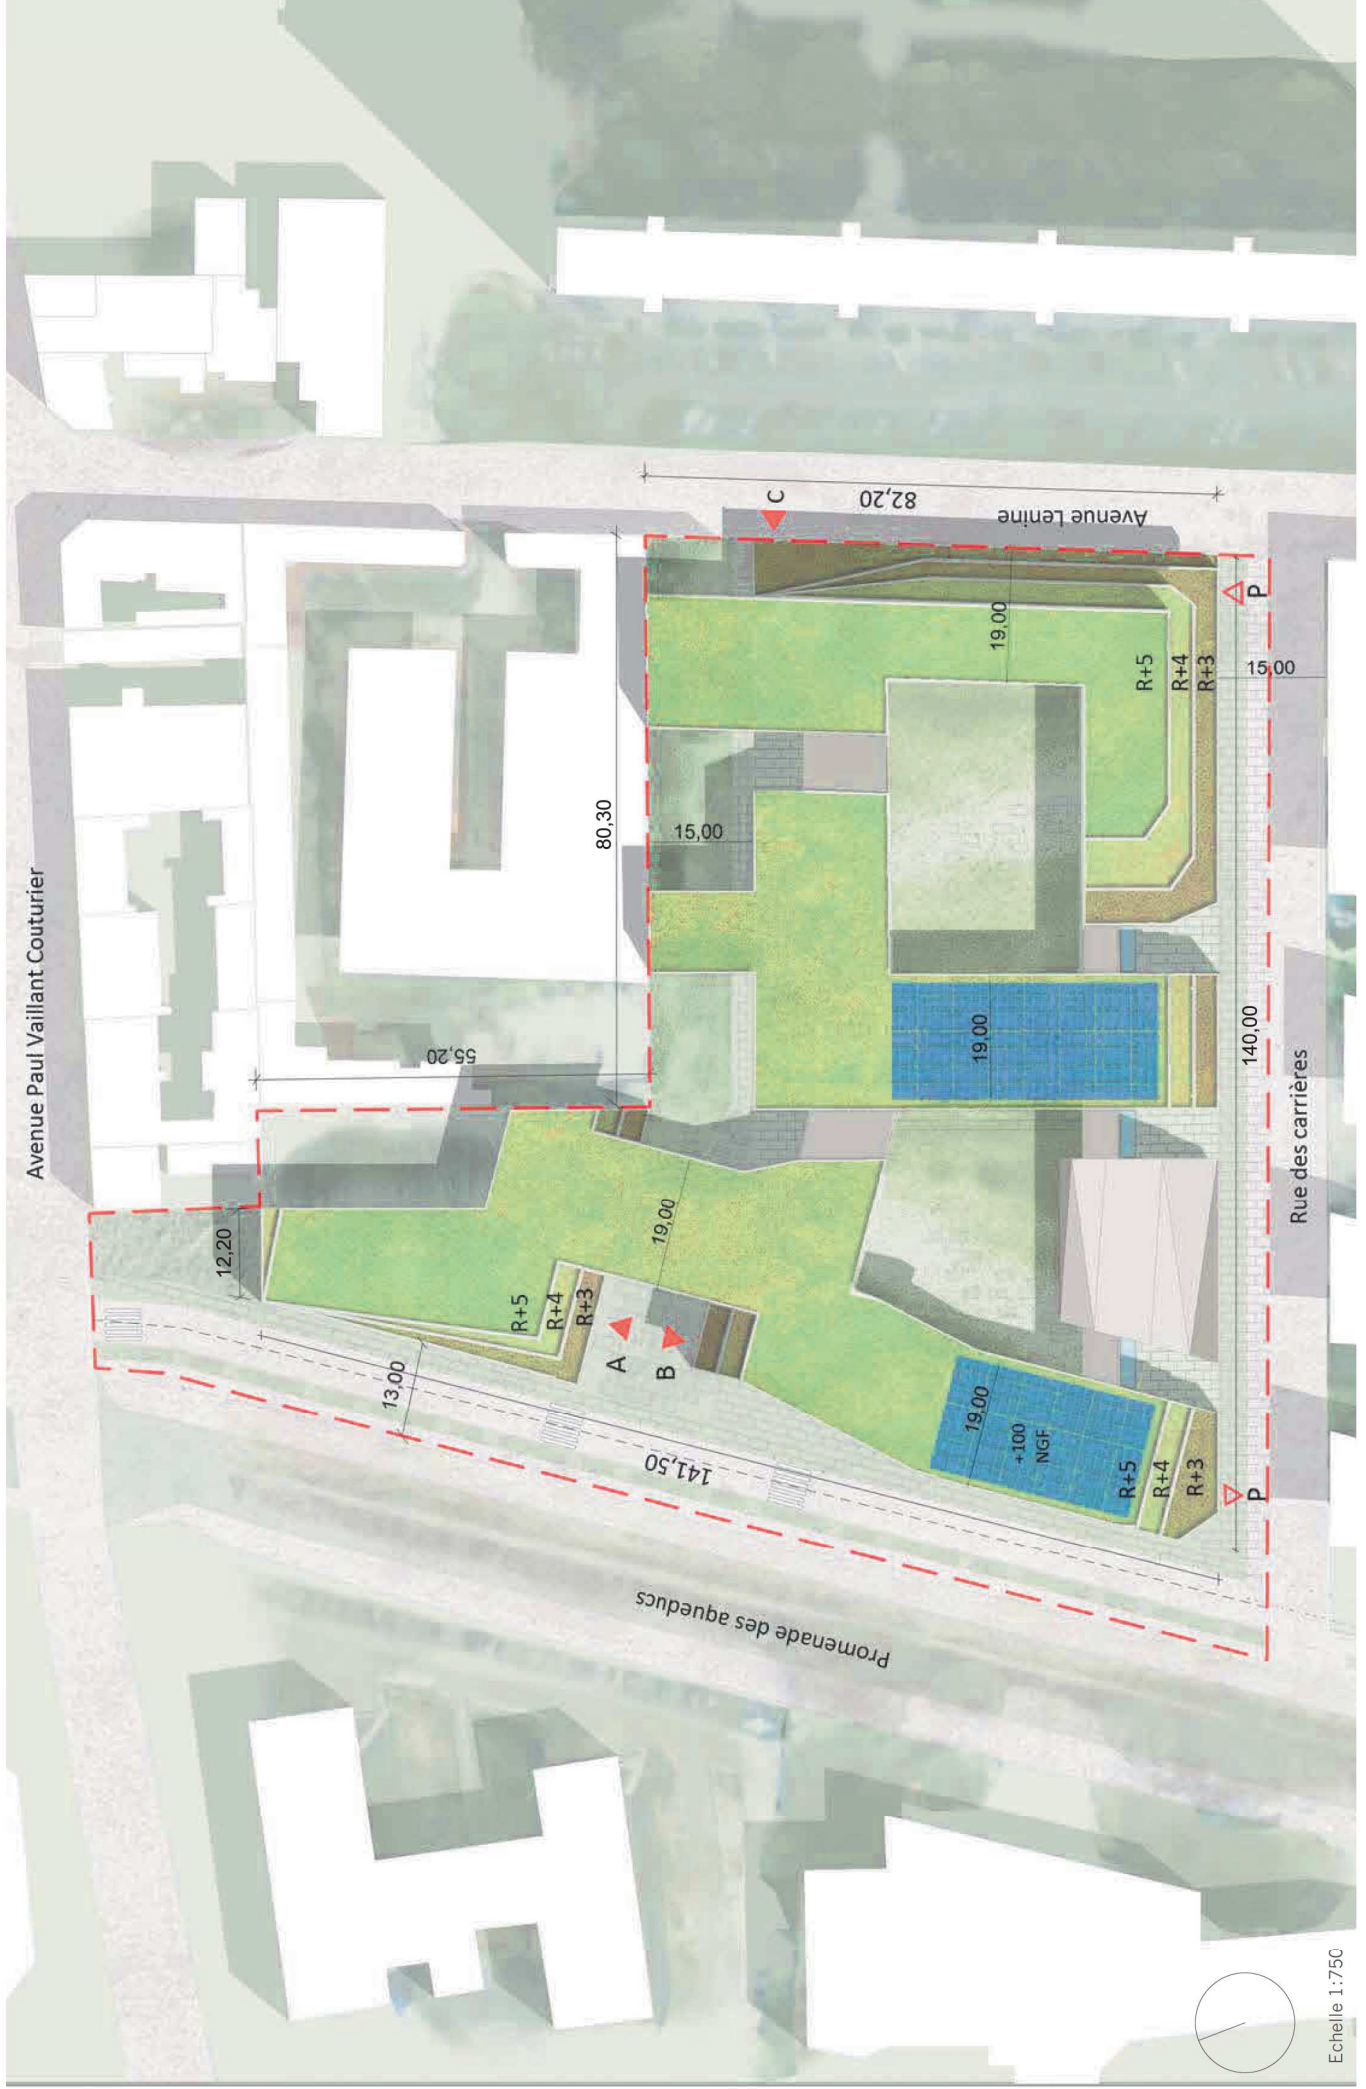 Avenue Paul Vaillant Couturier
Avenue Lenine
C
82,20
80,30
15,00
19,00
R+5
R+4
R+3
P
15,00
55,20
12,20
19,00
R+5
R+4
R+3
A
B
13,00
141,50
19,00
140,00
Rue des carrières
19,00
+100
NGF
R+5
R+4
R+3
P
Promenade des aqueducs
Echelle 1:750